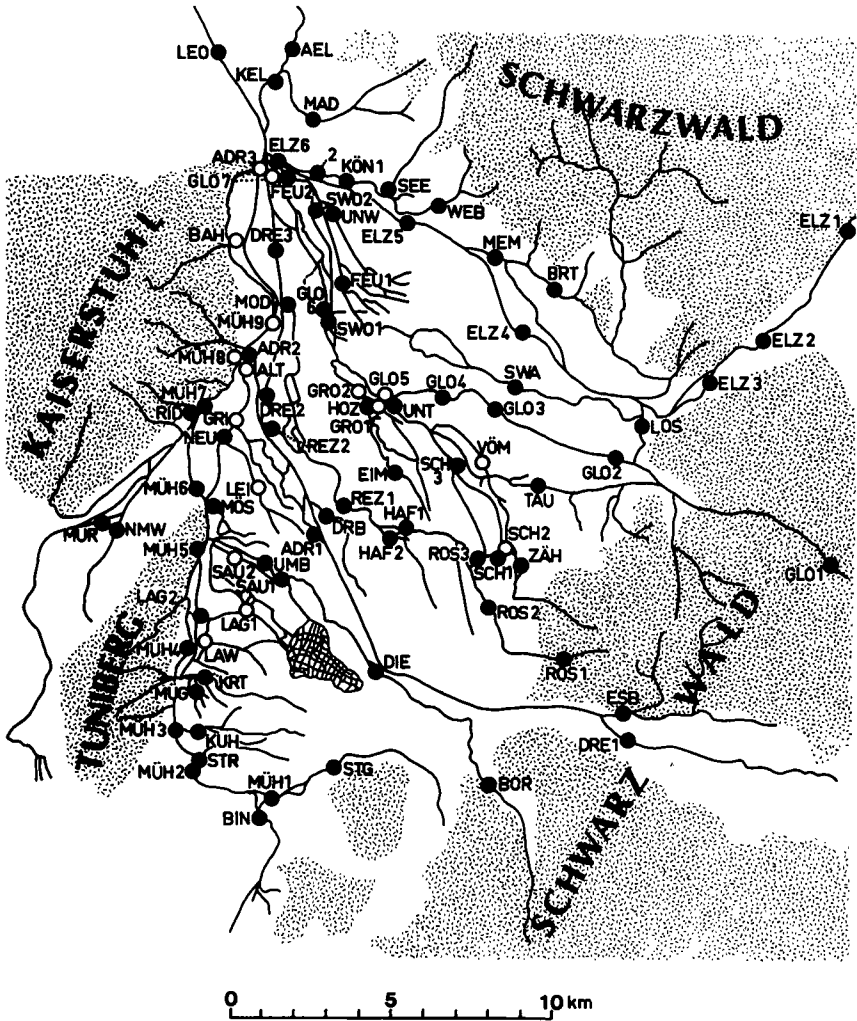 LEO
AEL
KEL
MAD
SCHWARZWALD
ELZ6
2
ADR3
KÖN1
GLO7
FEU2
SEE
SWO2
UNW
WEB
ELZ1
ELZ5
BAH
DRE3
MEM
KAISERSTUHL
BRT
FEU1
MOD
GLO
6
MÜH9
SWO1
ELZ4
ELZ2
MÜH8
ADR2
ALT
GLO5
SWA
ELZ3
GRO2
GLO4
MÜH7
RID
DRE2
HOZ
UNT
GLO3
GRI
GRO1
LOS
NEU
REZ2
VÖM
SCH
3
GLO2
EIM
MÜH6
LEI
TAU
MOS
REZ1
MUR
NMW
DRB
HAF1
ADR1
HAF2
SCH2
MÜH5
ROS3
ZÄH
SAU2
UMB
SCH1
GLO1
SAU1
LAG2
ROS2
LAG1
WALD
MÜH4
LAW
DIE
ROS1
KRT
MUG
ESB
TUNIBERG
MÜH3
KUH
DRE1
STR
MÜH2
STG
MÜH1
BOR
BIN
SCHWARZ
0 5 10 km